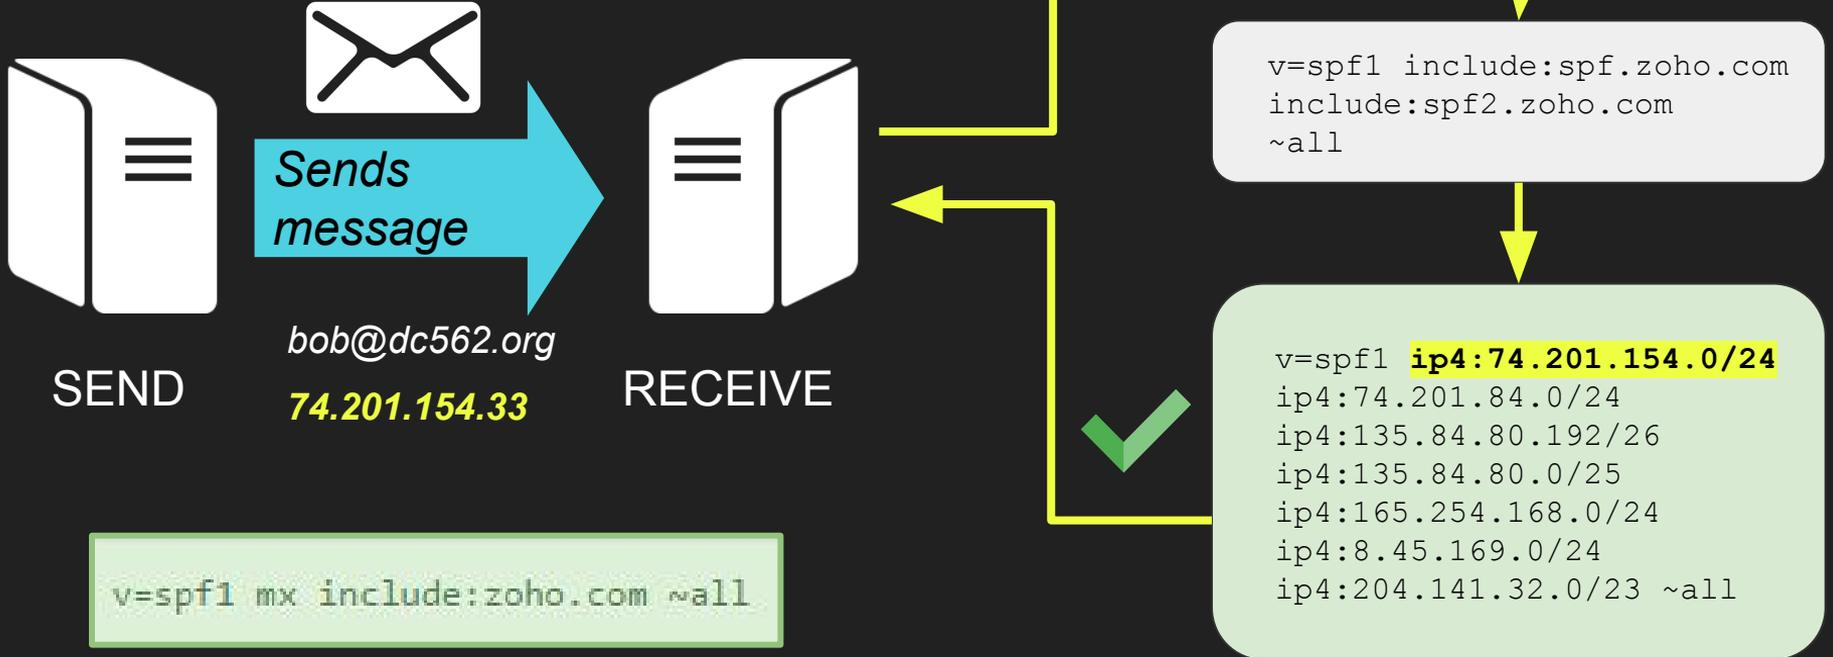 Sends
message
bob@dc562.org
74.201.154.33
SEND
RECEIVE
v=spf1 mx include:zoho.com ~all
v=spf1 include:spf.zoho.com
include:spf2.zoho.com
~all
v=spf1 ip4:74.201.154.0/24
ip4:74.201.84.0/24
ip4:135.84.80.192/26
ip4:135.84.80.0/25
ip4:165.254.168.0/24
ip4:8.45.169.0/24
ip4:204.141.32.0/23 ~all